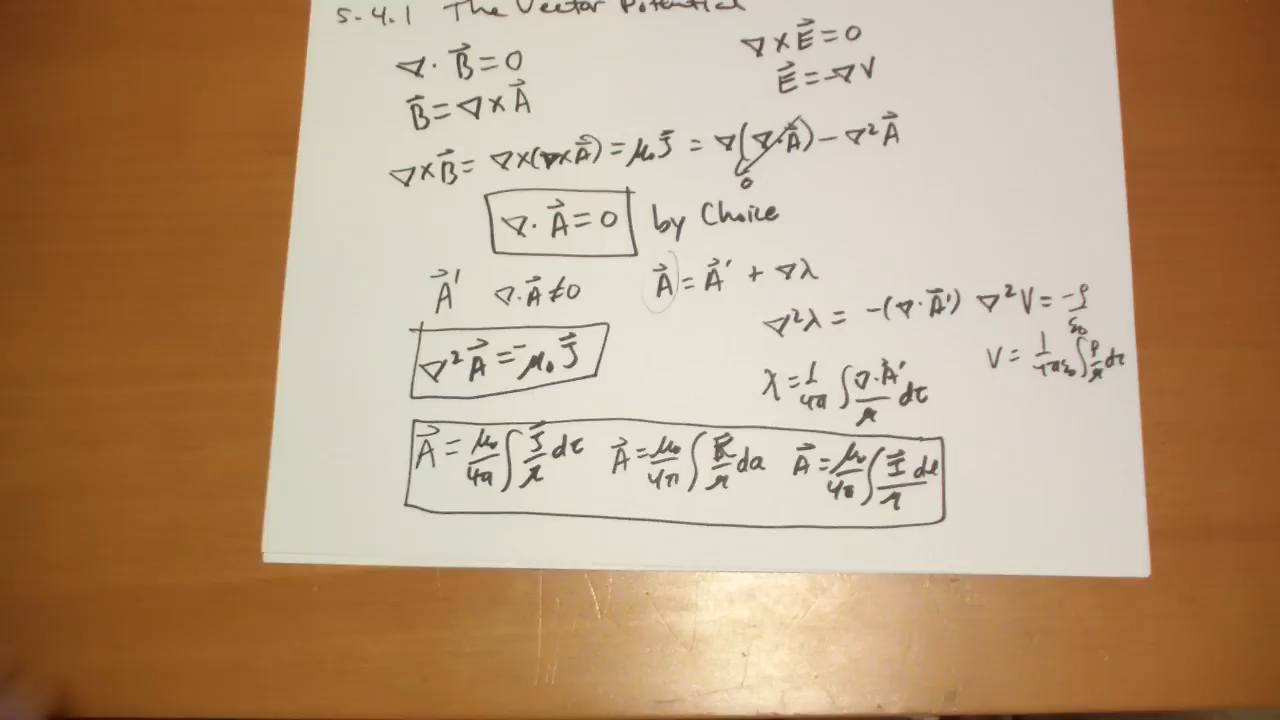 5.4.1 The Vector Potential
∇·B⃗=0 ∇×E⃗=0
B⃗=∇×A⃗ E⃗=-∇V
∇×B⃗= ∇×(∇×A⃗)=μ₀J⃗ = ∇(∇·A⃗)-∇²A⃗
0
∇·A⃗=0 by Choice
A⃗' ∇·A⃗≠0 A⃗=A⃗' + ∇λ
∇²λ= -(∇·A⃗') ∇²V=-ρ/ε₀
∇²A⃗=-μ₀J⃗ V=1/4πε₀∫ρ/r dτ
λ=1/4π ∫∇·A⃗'/r dτ
A⃗=μ₀/4π∫J⃗/r dτ A⃗=μ₀/4π∫K⃗/r da A⃗=μ₀/4π∫I⃗ dl/r